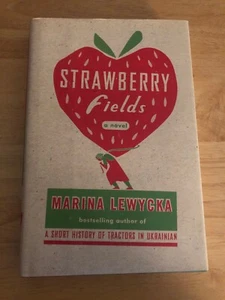 STRAWBERRY
fields
a novel
MARINA LEWYCKA
bestselling author of
A SHORT HISTORY OF TRACTORS IN UKRAINIAN